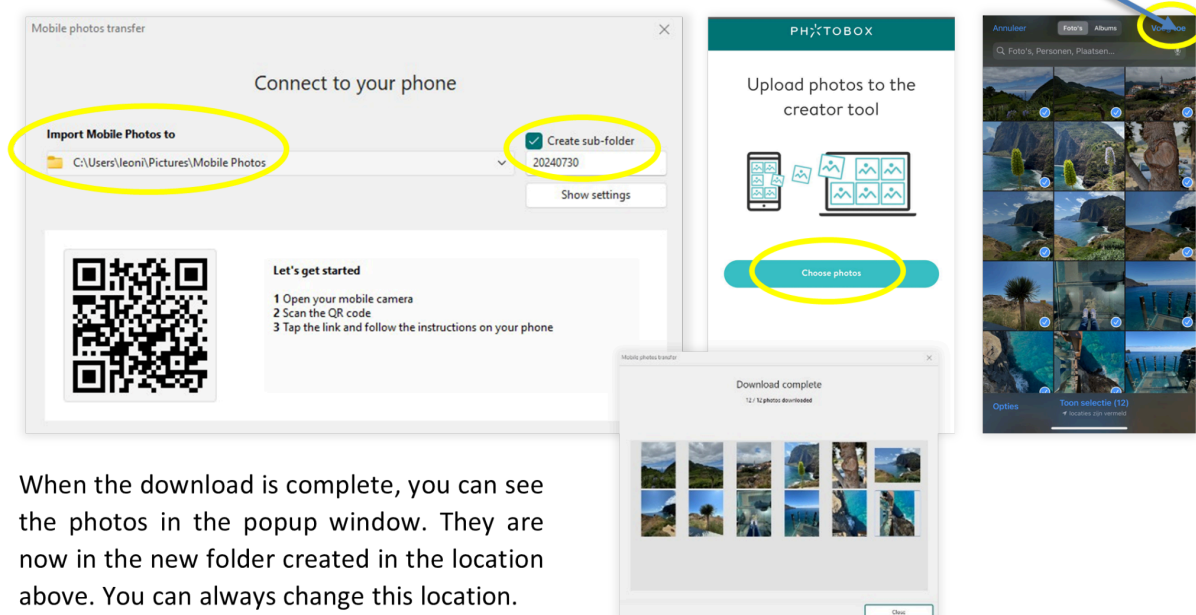 Mobile photos transfer
Connect to your phone
Import Mobile Photos to
C:\Users\leoni\Pictures\Mobile Photos
Create sub-folder
20240730
Show settings
Let's get started
1 Open your mobile camera
2 Scan the QR code
3 Tap the link and follow the instructions on your phone
PHOTOBOX
Upload photos to the
creator tool
Choose photos
Annuleer
Foto's
Albums
Foto's, Personen, Plaatsen...
Opties
Toon selectie (12)
locaties zijn vermeld
Mobile photos transfer
Download complete
12 / 12 photos downloaded
Close
When the download is complete, you can see
the photos in the popup window. They are
now in the new folder created in the location
above. You can always change this location.